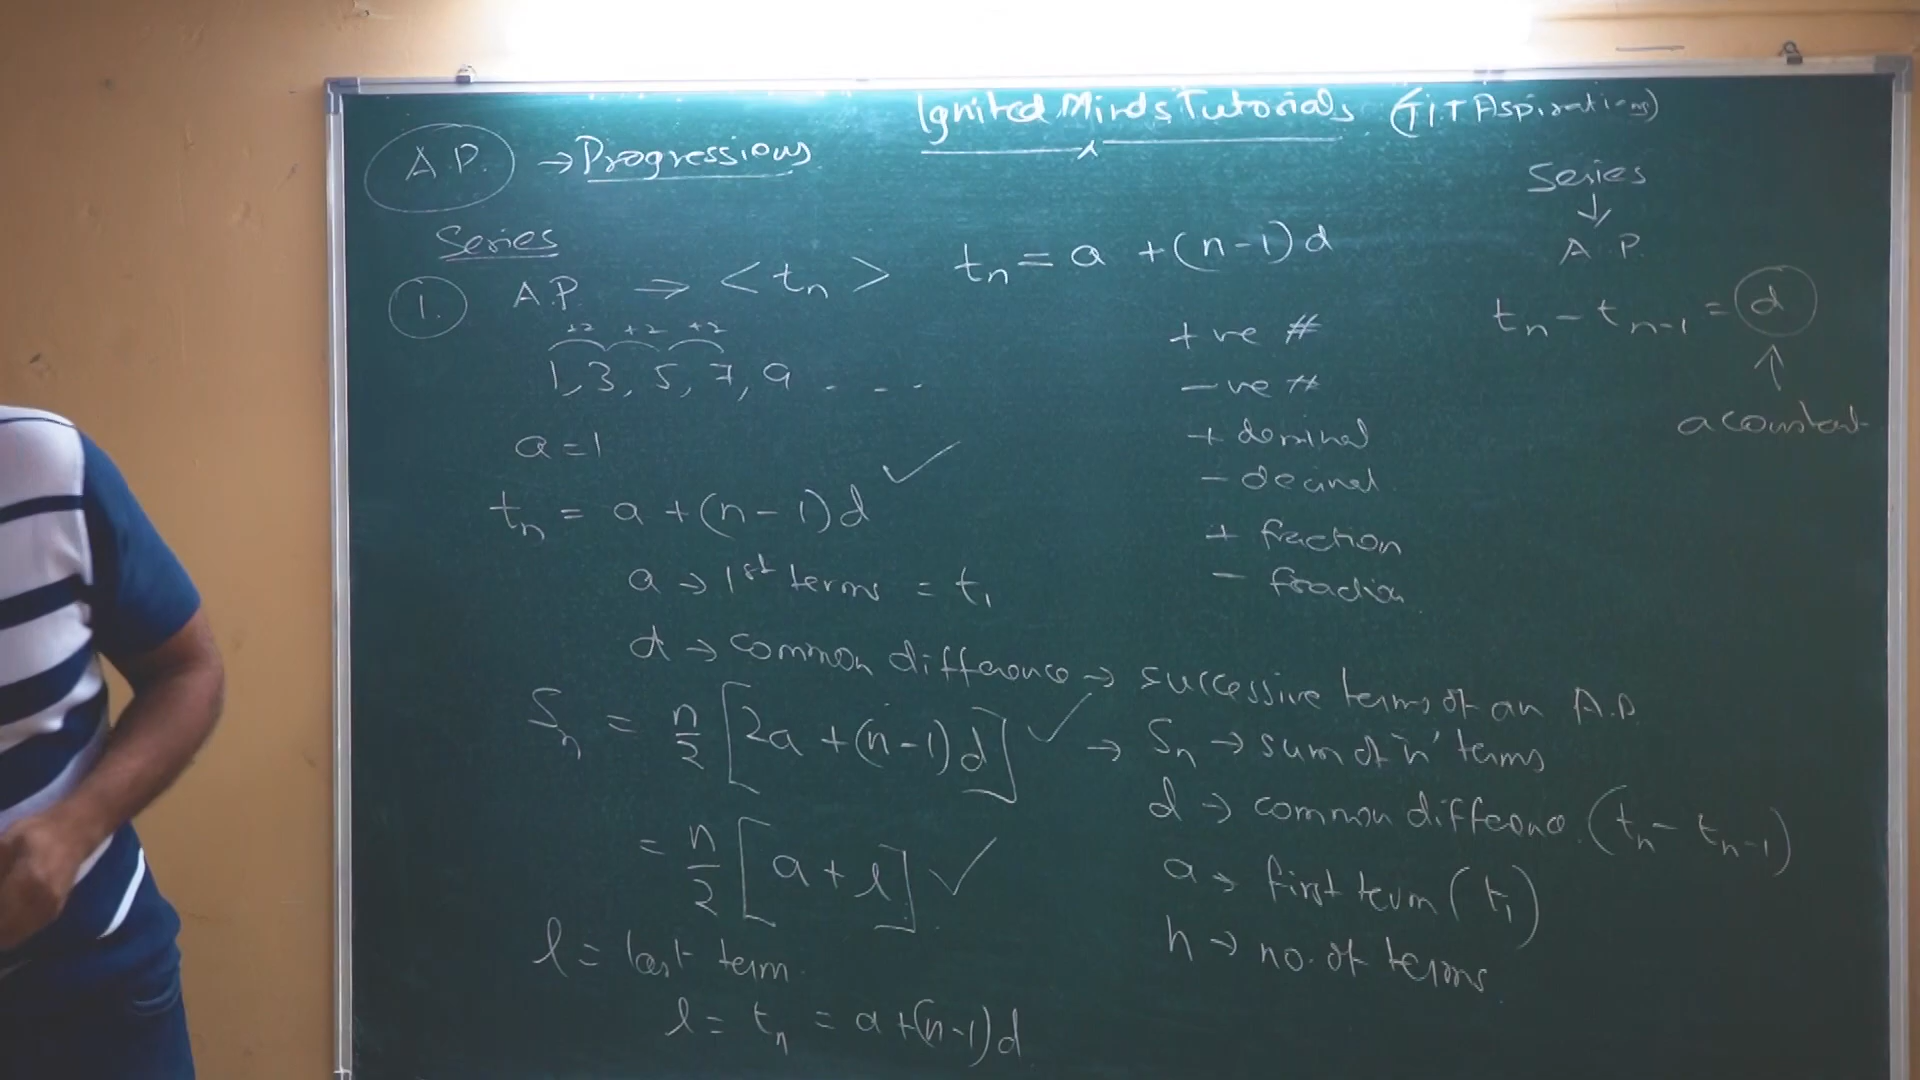 Ignited Minds Tutorials (IIT Aspirations)
A.P. → Progressions
Series
↓
A.P.
Series
1. A.P ⇒ < tn > tn = a + (n-1)d
tn - tn-1 = d
↑
a constant
+2 +2 +2
1, 3, 5, 7, 9 - - ..
+ve #
-ve #
+ decimal
- decimal
+ fraction
- fraction
a = 1
tn = a + (n-1)d ✓
a → 1st terms = t1
d → common difference → successive terms of an A.P.
Sn = n/2 [2a + (n-1)d] ✓ → Sn → sum of 'n' terms
d → common difference. (tn - tn-1)
= n/2 [a + l] ✓
a → first term (t1)
n → no. of terms
l = last term.
l = tn = a + (n-1)d